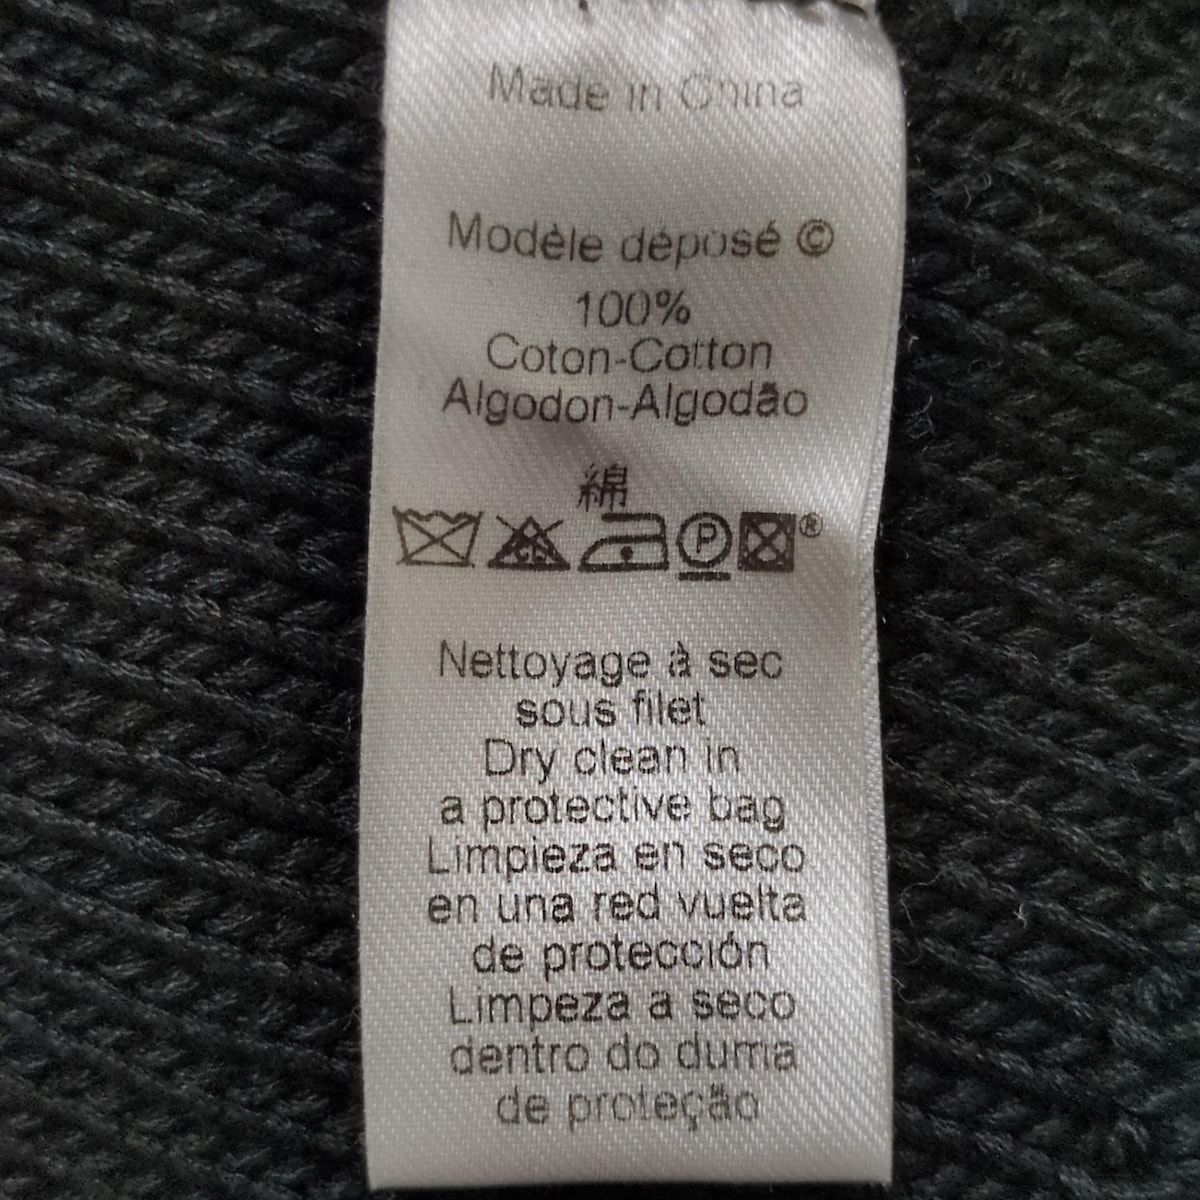 Made in China
Modèle déposé ©
100%
Coton-Cotton
Algodon-Algodão
綿
CL P ®
Nettoyage à sec
sous filet
Dry clean in
a protective bag
Limpieza en seco
en una red vuelta
de protección
Limpeza a seco
dentro do duma
de proteção